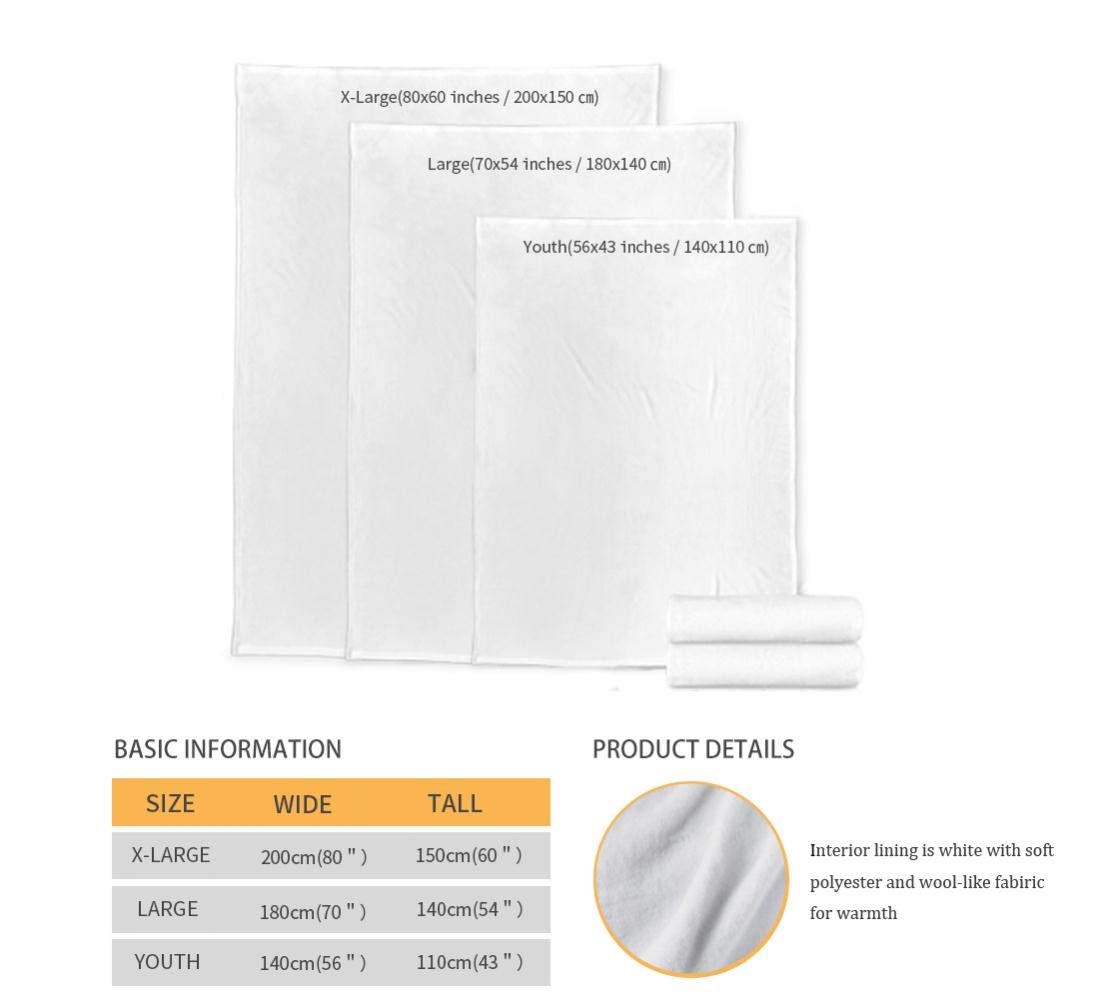 X-Large(80x60 inches / 200x150 ㎝)
Large(70x54 inches / 180x140 ㎝)
Youth(56x43 inches / 140x110 ㎝)
BASIC INFORMATION
PRODUCT DETAILS
SIZE WIDE TALL
X-LARGE 200cm(80 " ) 150cm(60 " )
LARGE 180cm(70 " ) 140cm(54 " )
YOUTH 140cm(56 " ) 110cm(43 " )
Interior lining is white with soft
polyester and wool-like fabiric
for warmth